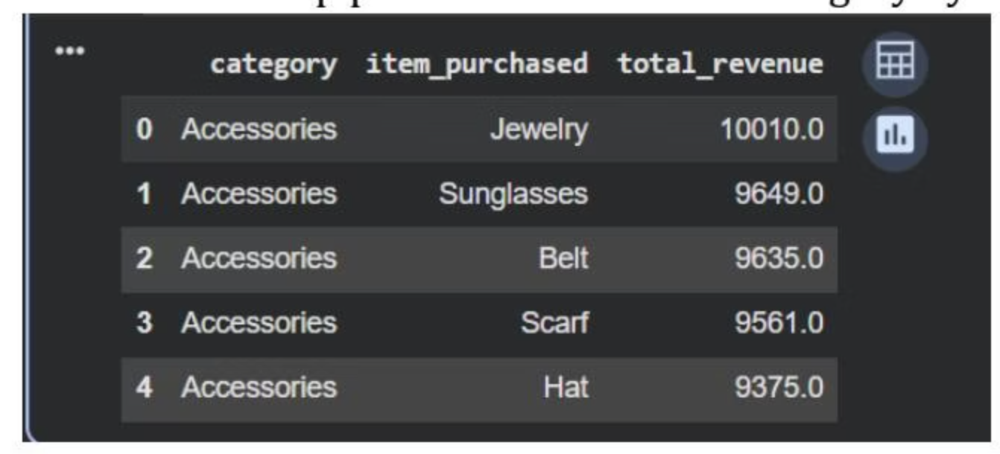 ••• category item_purchased total_revenue
0 Accessories Jewelry 10010.0
1 Accessories Sunglasses 9649.0
2 Accessories Belt 9635.0
3 Accessories Scarf 9561.0
4 Accessories Hat 9375.0